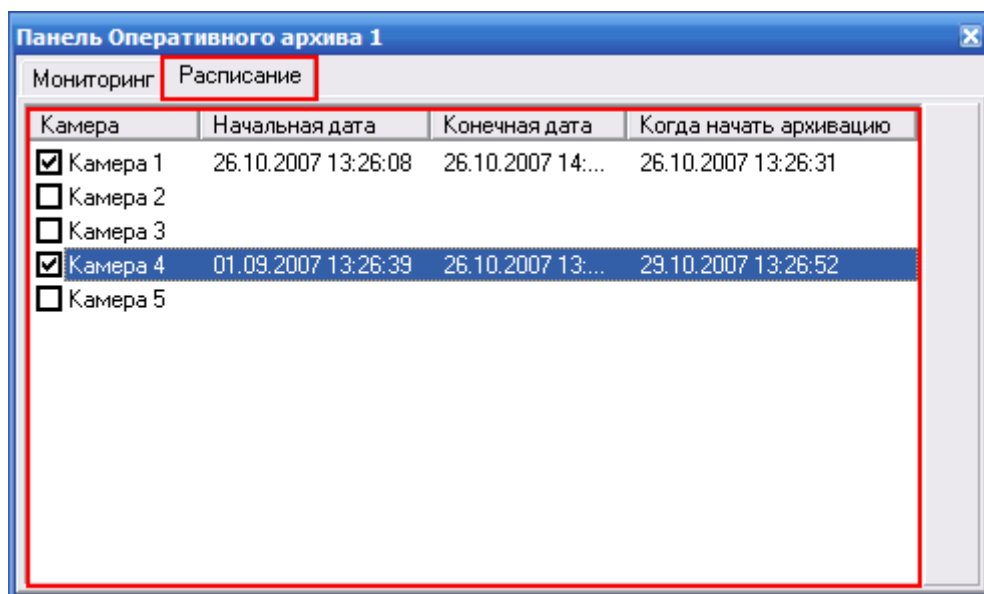 Панель Оперативного архива 1
Мониторинг Расписание
Камера Начальная дата Конечная дата Когда начать архивацию
Камера 1 26.10.2007 13:26:08 26.10.2007 14:... 26.10.2007 13:26:31
Камера 2
Камера 3
Камера 4 01.09.2007 13:26:39 26.10.2007 13:... 29.10.2007 13:26:52
Камера 5